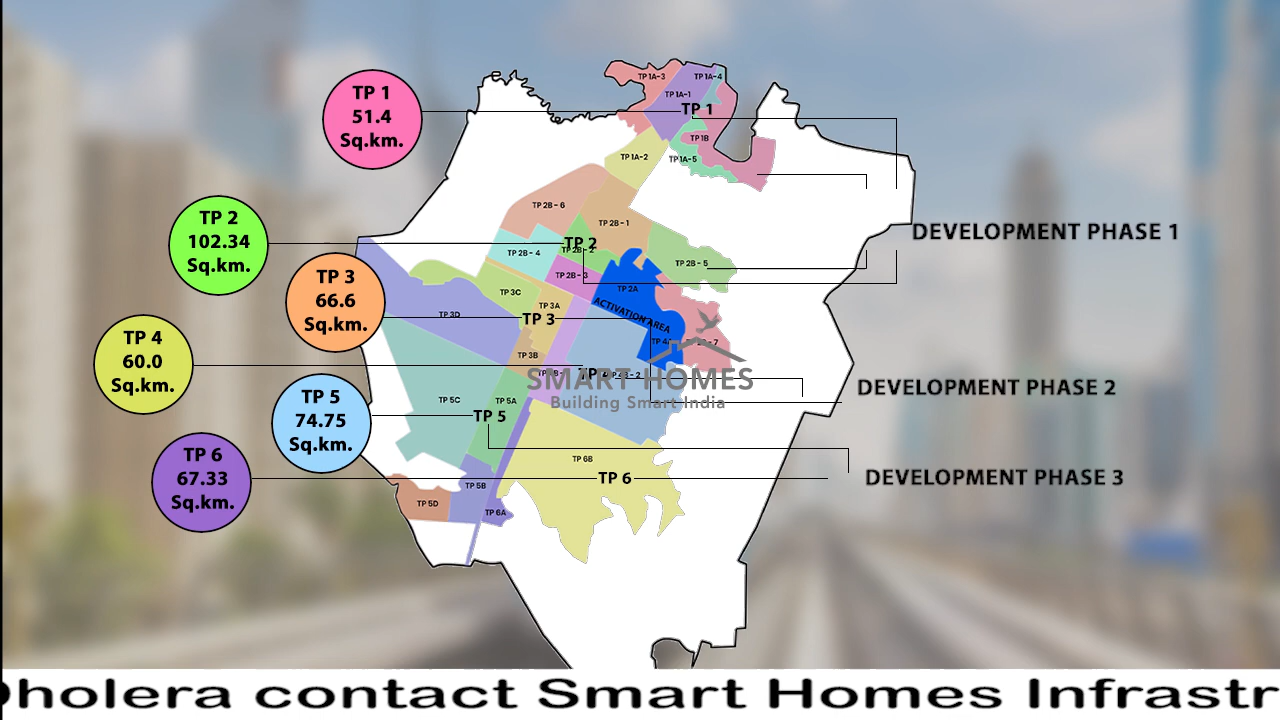 TP 1
51.4
Sq.km.
TP 2
102.34
Sq.km.
TP 3
66.6
Sq.km.
TP 4
60.0
Sq.km.
TP 5
74.75
Sq.km.
TP 6
67.33
Sq.km.
TP 1A-3
TP 1A-4
TP 1A-1
TP 1
TP 1B
TP 1A-2
TP 1A-5
TP 2B - 6
TP 2B - 1
TP 2
TP 2B - 4
TP 2B - 5
TP 2B - 3
TP 2A
TP 3C
TP 3A
ACTIVATION AREA
TP 3D
TP 3
TP 3B
SMART HOMES
Building Smart India
TP 5C
TP 5A
TP 5
TP 6B
TP 6
TP 5B
TP 5D
TP 6A
DEVELOPMENT PHASE 1
DEVELOPMENT PHASE 2
DEVELOPMENT PHASE 3
Dholera contact Smart Homes Infrastr